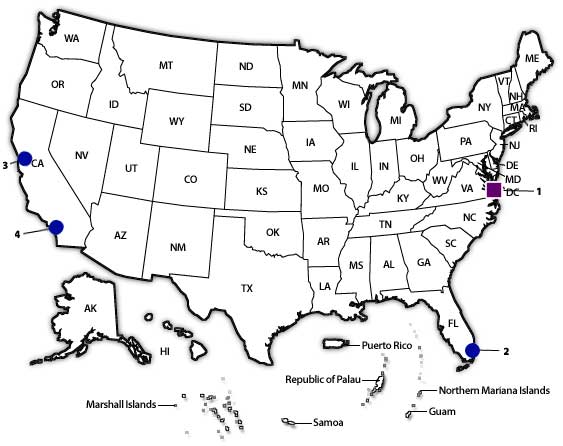 WA
MT
ND
MN
ME
VT
NH
OR
ID
SD
WI
NY
MA
CT
RI
MI
WY
IA
PA
NJ
NE
OH
DE
3
CA
NV
UT
CO
IL
IN
MD
WV
VA
DC
1
KS
MO
KY
4
NC
TN
AZ
NM
OK
AR
SC
MS
AL
GA
TX
LA
AK
FL
HI
Puerto Rico
2
Republic of Palau
Northern Mariana Islands
Marshall Islands
Guam
Samoa